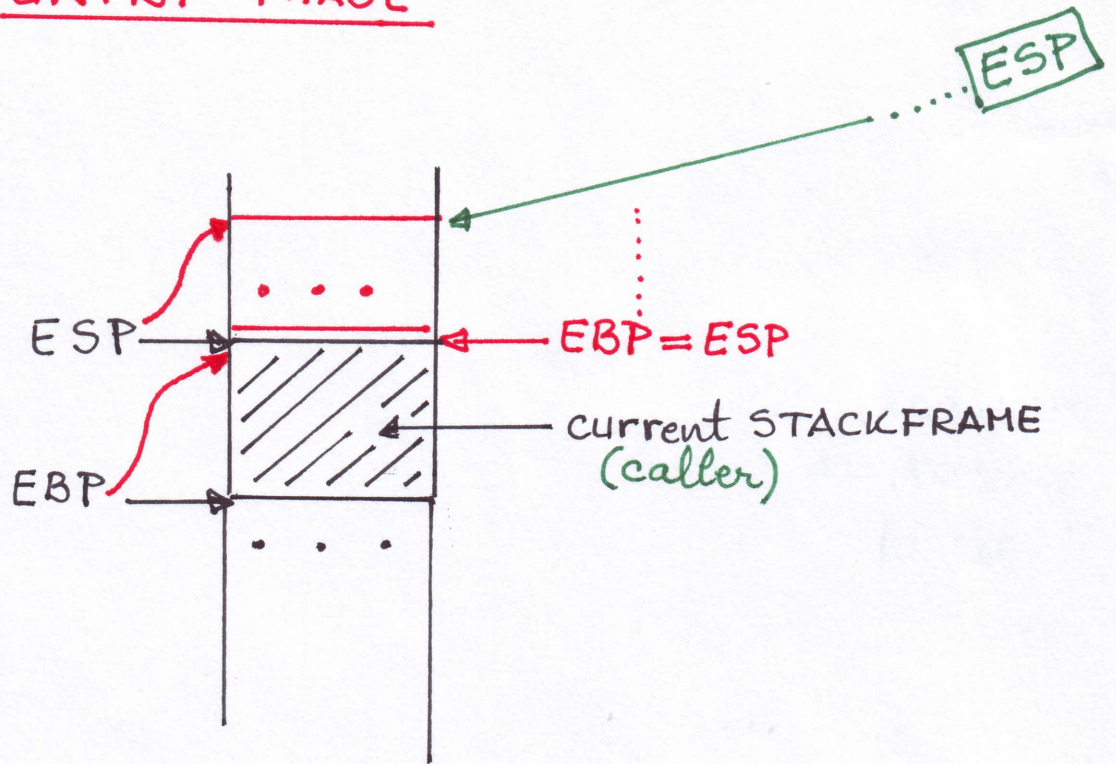 ESP
ESP
EBP = ESP
current STACKFRAME
(caller)
EBP